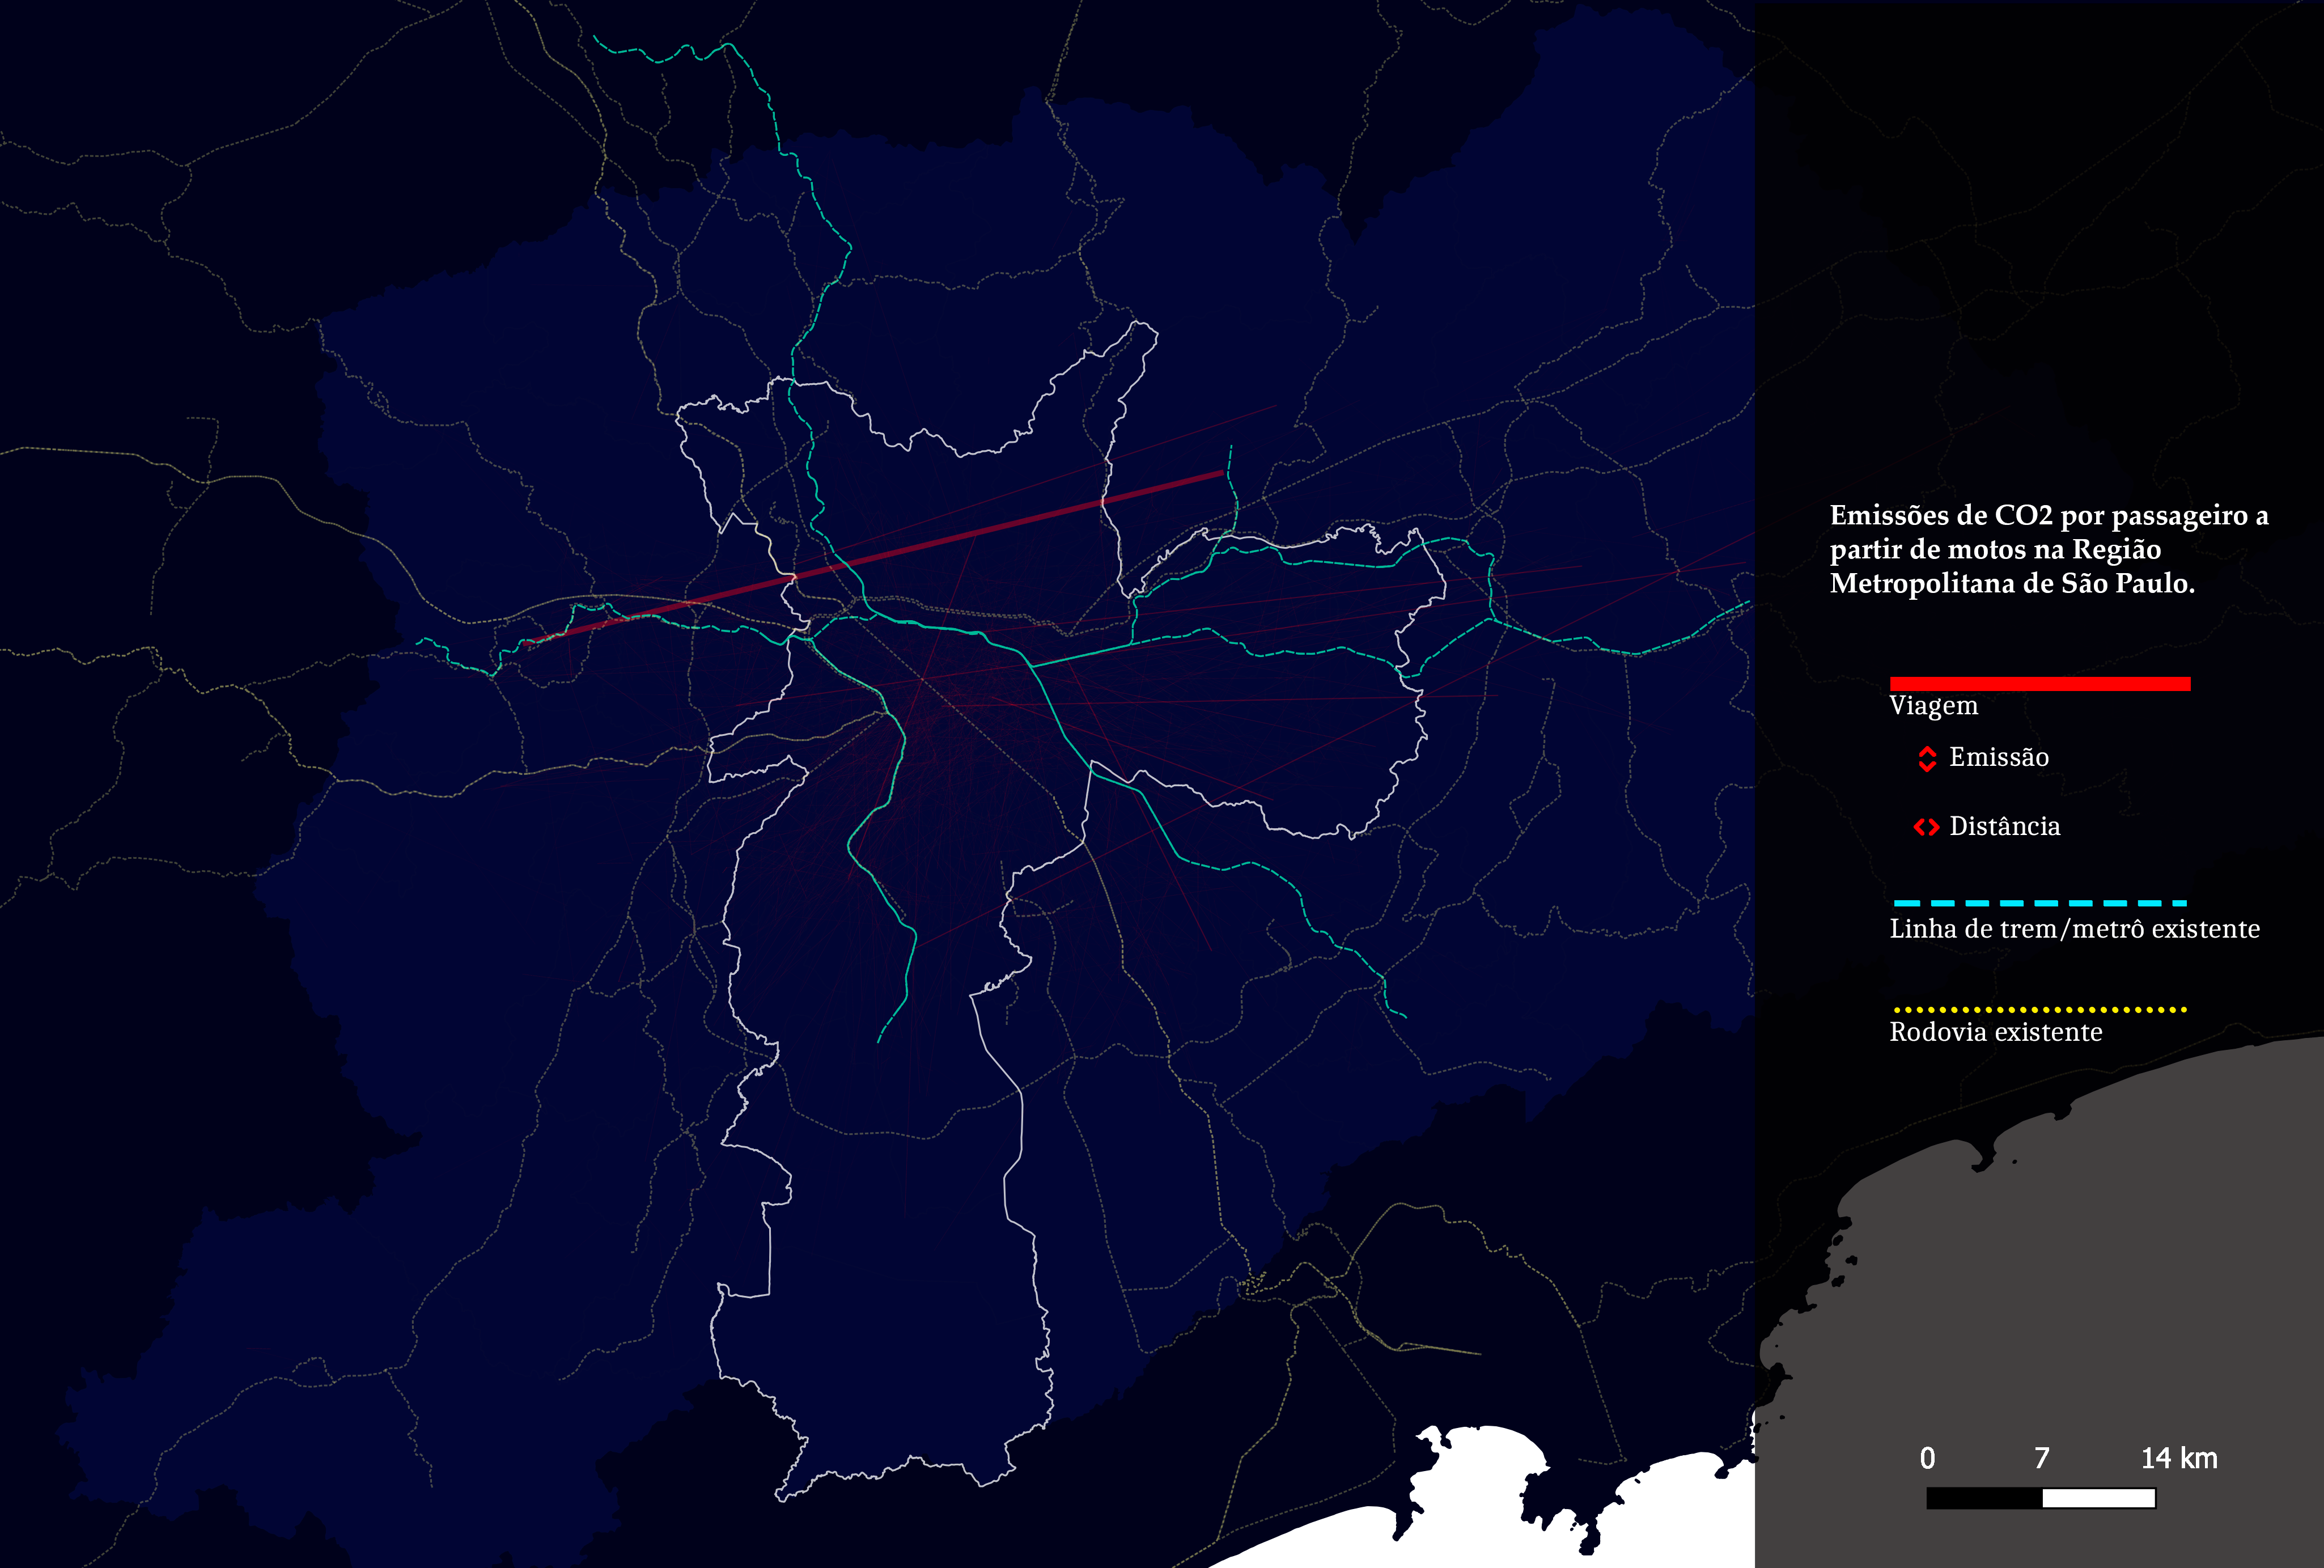 Emissões de CO2 por passageiro a
partir de motos na Região
Metropolitana de São Paulo.
Viagem
Emissão
Distância
Linha de trem/metrô existente
Rodovia existente
0 7 14 km